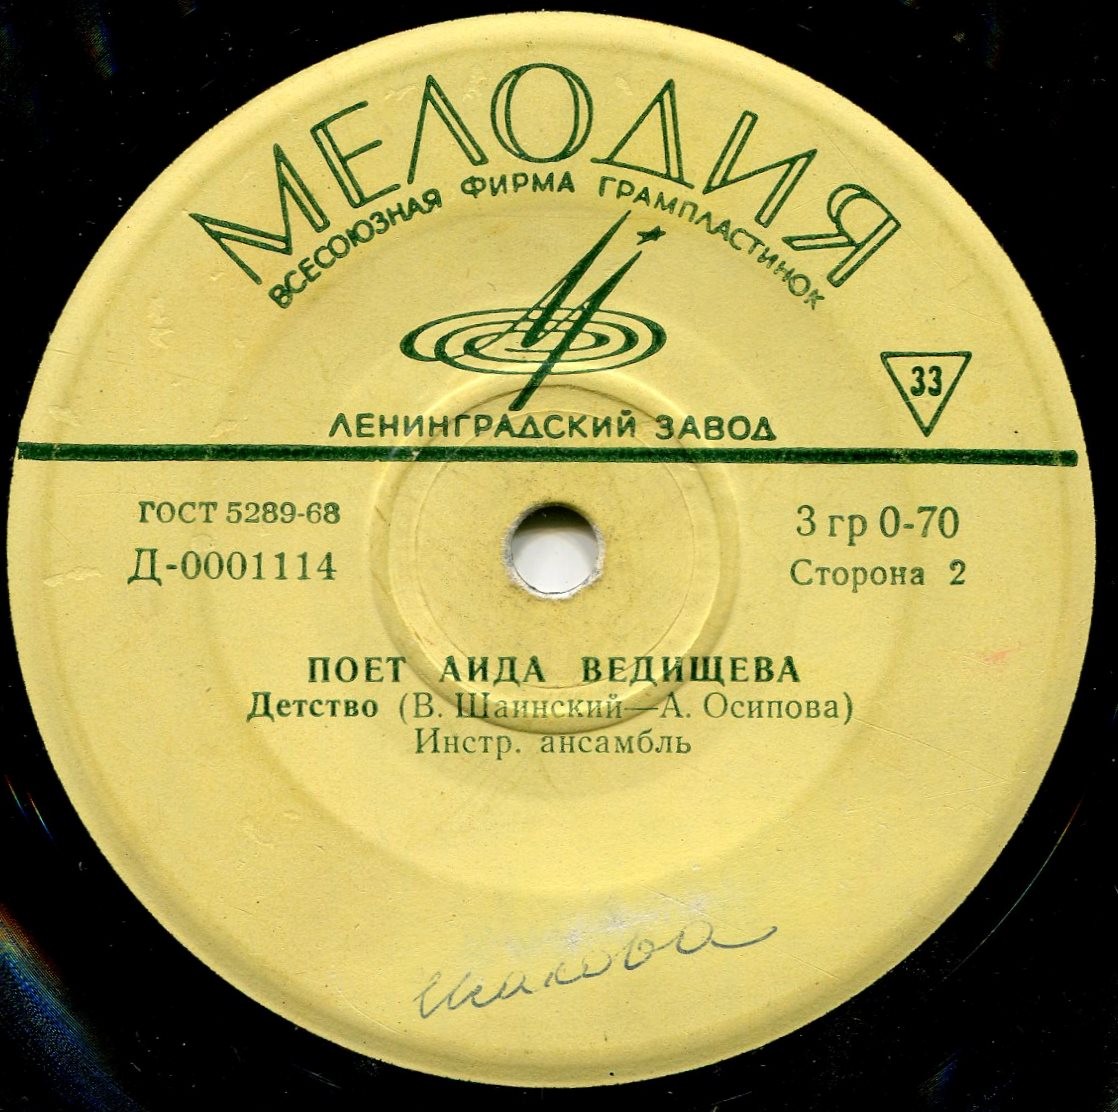 МЕЛОДИЯ
ВСЕСОЮЗНАЯ ФИРМА ГРАМПЛАСТИНОК
ЛЕНИНГРАДСКИЙ ЗАВОД
33
ГОСТ 5289-68
Д-0001114
3 гр 0-70
Сторона 2
ПОЕТ АИДА ВЕДИЩЕВА
Детство (В. Шаинский—А. Осипова)
Инстр. ансамбль